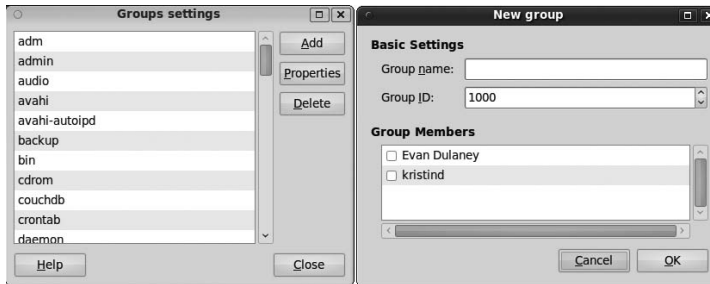 Groups settings
adm
admin
audio
avahi
avahi-autoipd
backup
bin
cdrom
couchdb
crontab
daemon
Add
Properties
Delete
Help
Close
New group
Basic Settings
Group name:
Group ID: 1000
Group Members
Evan Dulaney
kristind
Cancel
OK